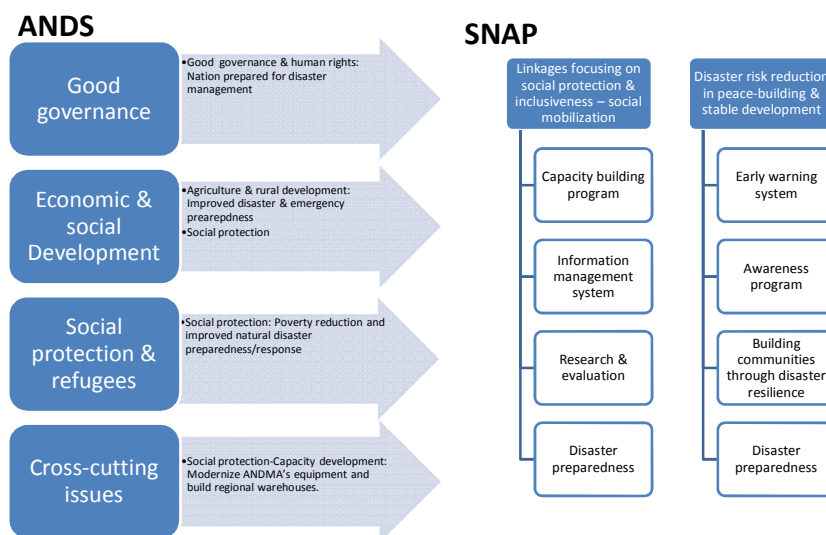 ANDS
Good
governance
•Good governance & human rights:
Nation prepared for disaster
management
Economic &
social
Development
•Agriculture & rural development:
Improved disaster & emergency
prearepdness
•Social protection
Social
protection &
refugees
•Social protection: Poverty reduction and
improved natural disaster
preparedness/response
Cross-cutting
issues
•Social protection-Capacity development:
Modernize ANDMA's equipment and
build regional warehouses.
SNAP
Linkages focusing on
social protection &
inclusiveness – social
mobilization
Capacity building
program
Information
management
system
Research &
evaluation
Disaster
preparedness
Disaster risk reduction
in peace-building &
stable development
Early warning
system
Awareness
program
Building
communities
through disaster
resilience
Disaster
preparedness